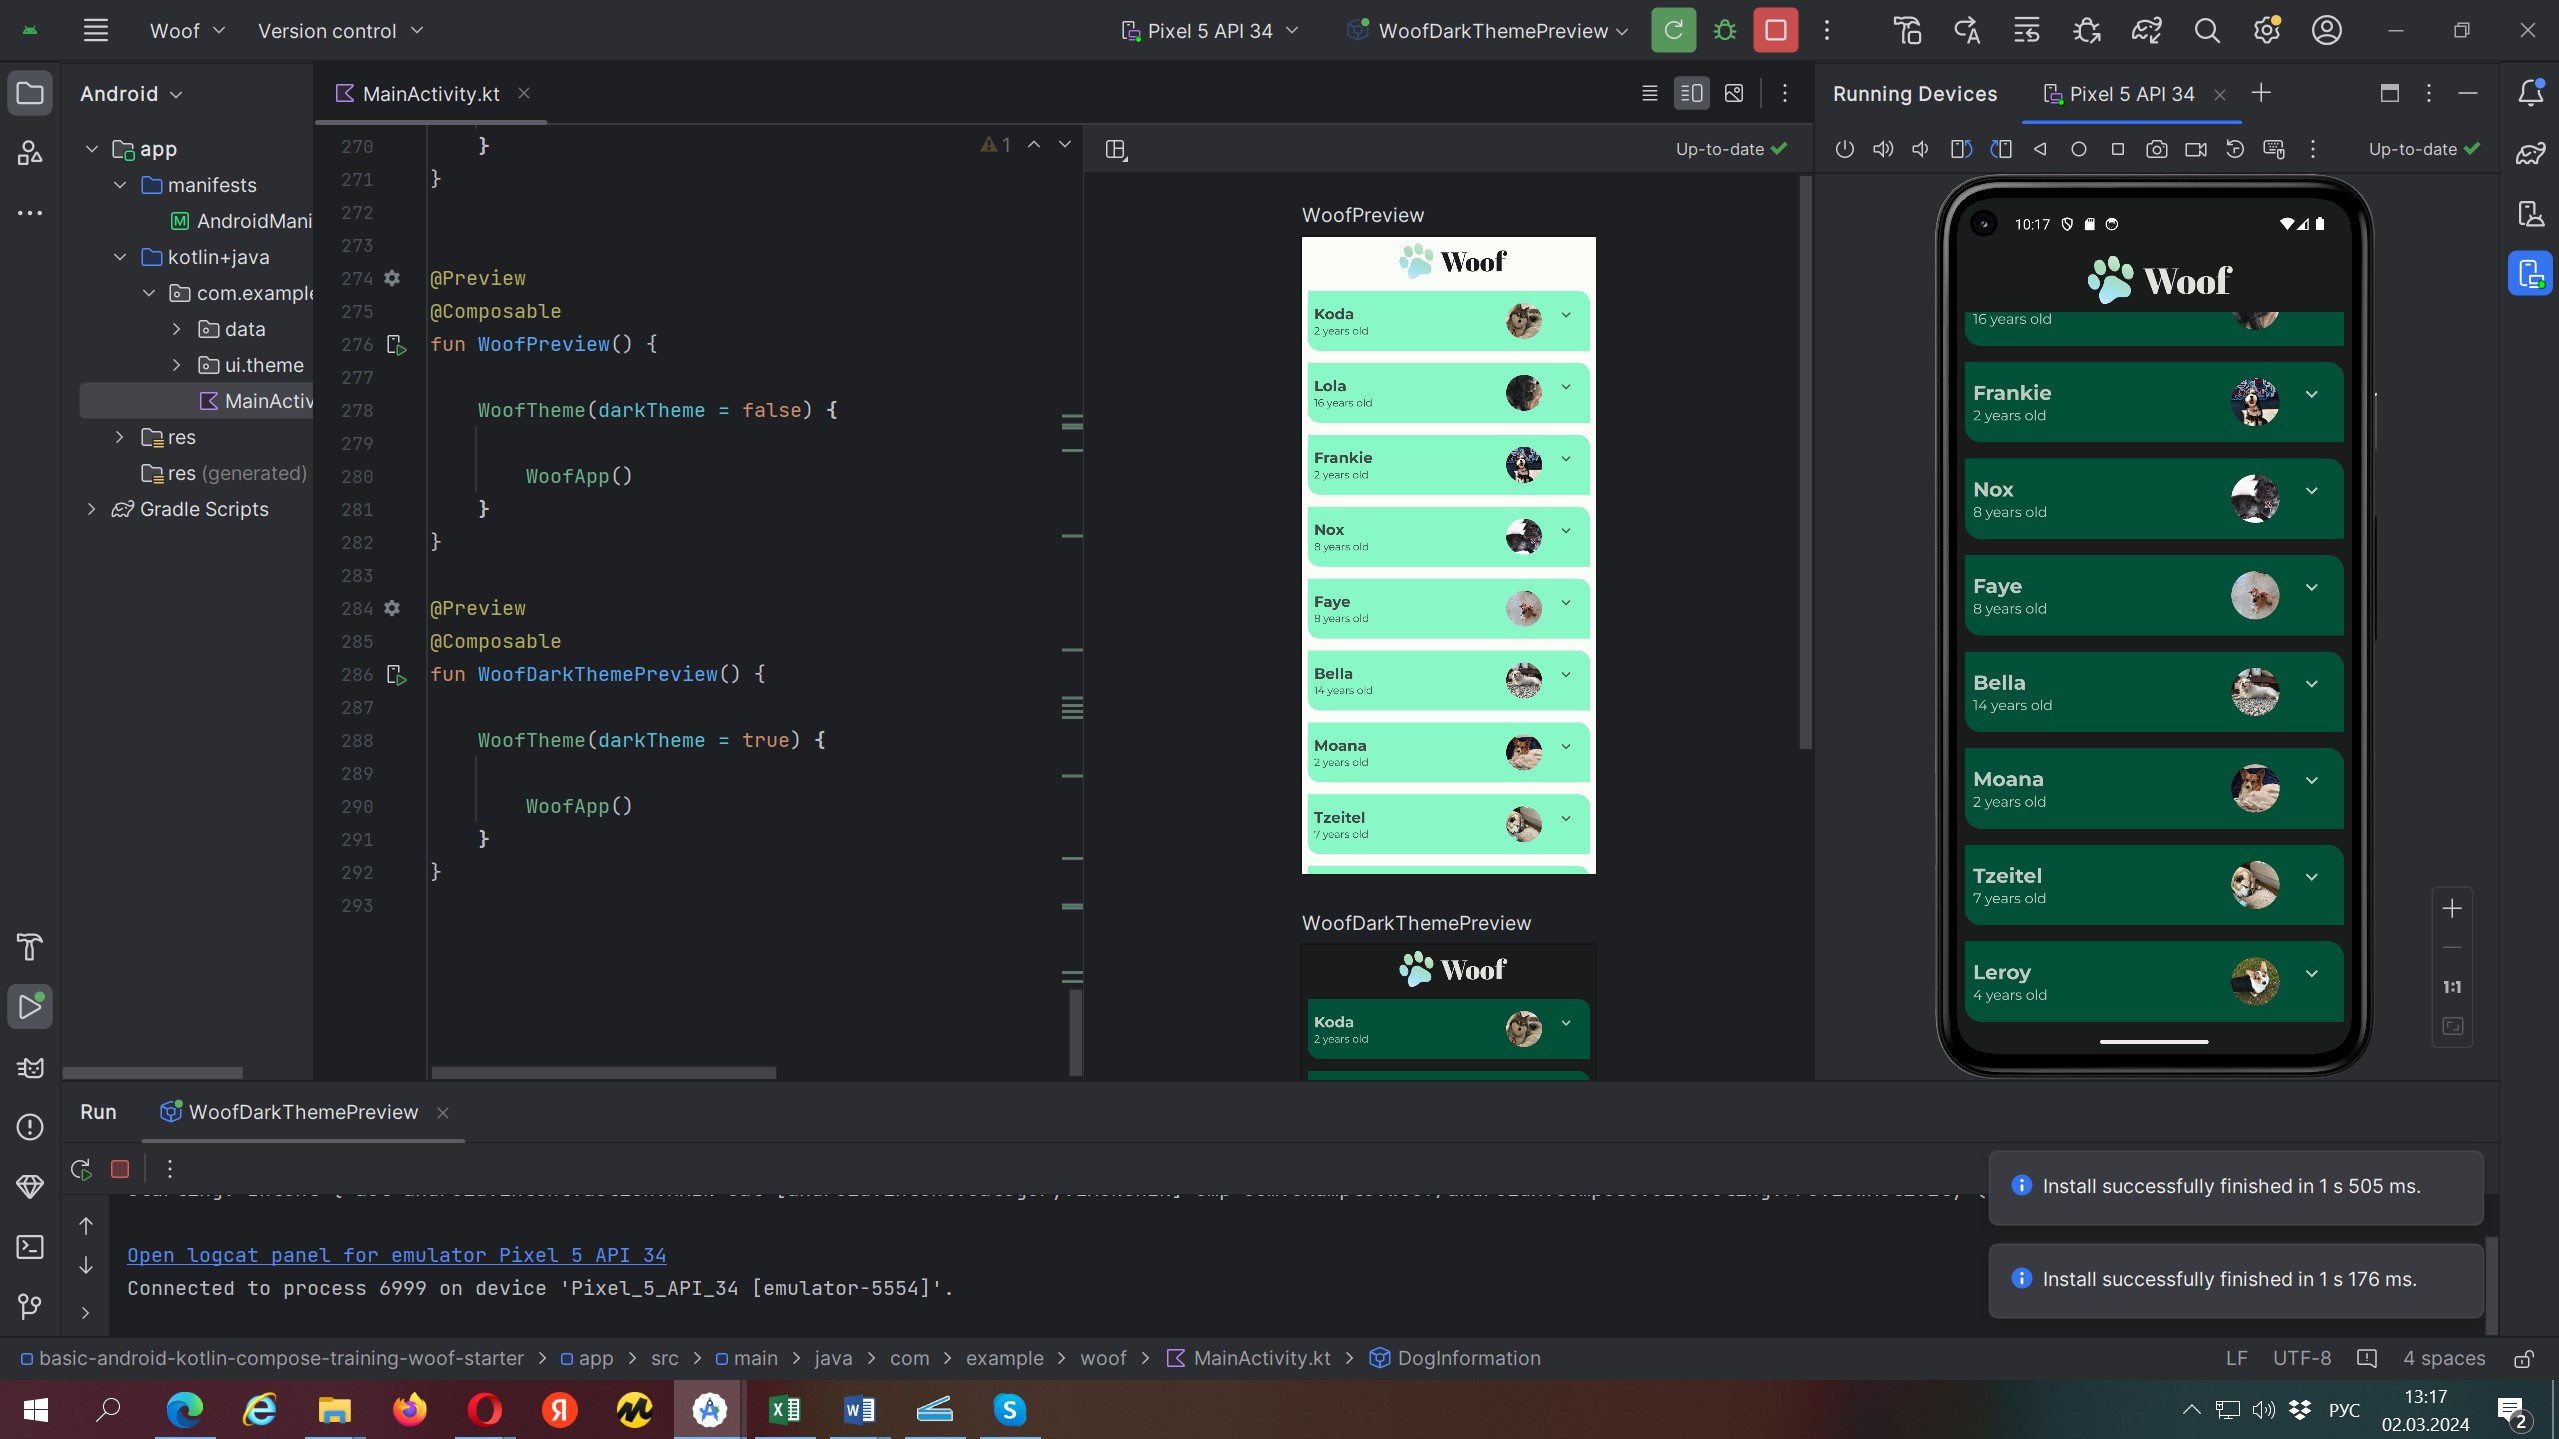 Woof
Version control
Pixel 5 API 34
WoofDarkThemePreview
Android
MainActivity.kt
app
manifests
AndroidMani
kotlin+java
com.example
data
ui.theme
MainActiv
res
res (generated)
Gradle Scripts
1
270 }
271 }
272
273
274 @Preview
275 @Composable
276 fun WoofPreview() {
277
278 WoofTheme(darkTheme = false) {
279
280 WoofApp()
281 }
282 }
283
284 @Preview
285 @Composable
286 fun WoofDarkThemePreview() {
287
288 WoofTheme(darkTheme = true) {
289
290 WoofApp()
291 }
292 }
293
Up-to-date
WoofPreview
Woof
Koda
2 years old
Lola
16 years old
Frankie
2 years old
Nox
8 years old
Faye
8 years old
Bella
14 years old
Moana
2 years old
Tzeitel
7 years old
WoofDarkThemePreview
Woof
Koda
2 years old
Running Devices
Pixel 5 API 34
Up-to-date
10:17
Woof
16 years old
Frankie
2 years old
Nox
8 years old
Faye
8 years old
Bella
14 years old
Moana
2 years old
Tzeitel
7 years old
Leroy
4 years old
1:1
Run
WoofDarkThemePreview
Open logcat panel for emulator Pixel 5 API 34
Connected to process 6999 on device 'Pixel_5_API_34 [emulator-5554]'.
Install successfully finished in 1 s 505 ms.
Install successfully finished in 1 s 176 ms.
basic-android-kotlin-compose-training-woof-starter > app > src > main > java > com > example > woof > MainActivity.kt > DogInformation
LF UTF-8 4 spaces
РУС
13:17
02.03.2024
2